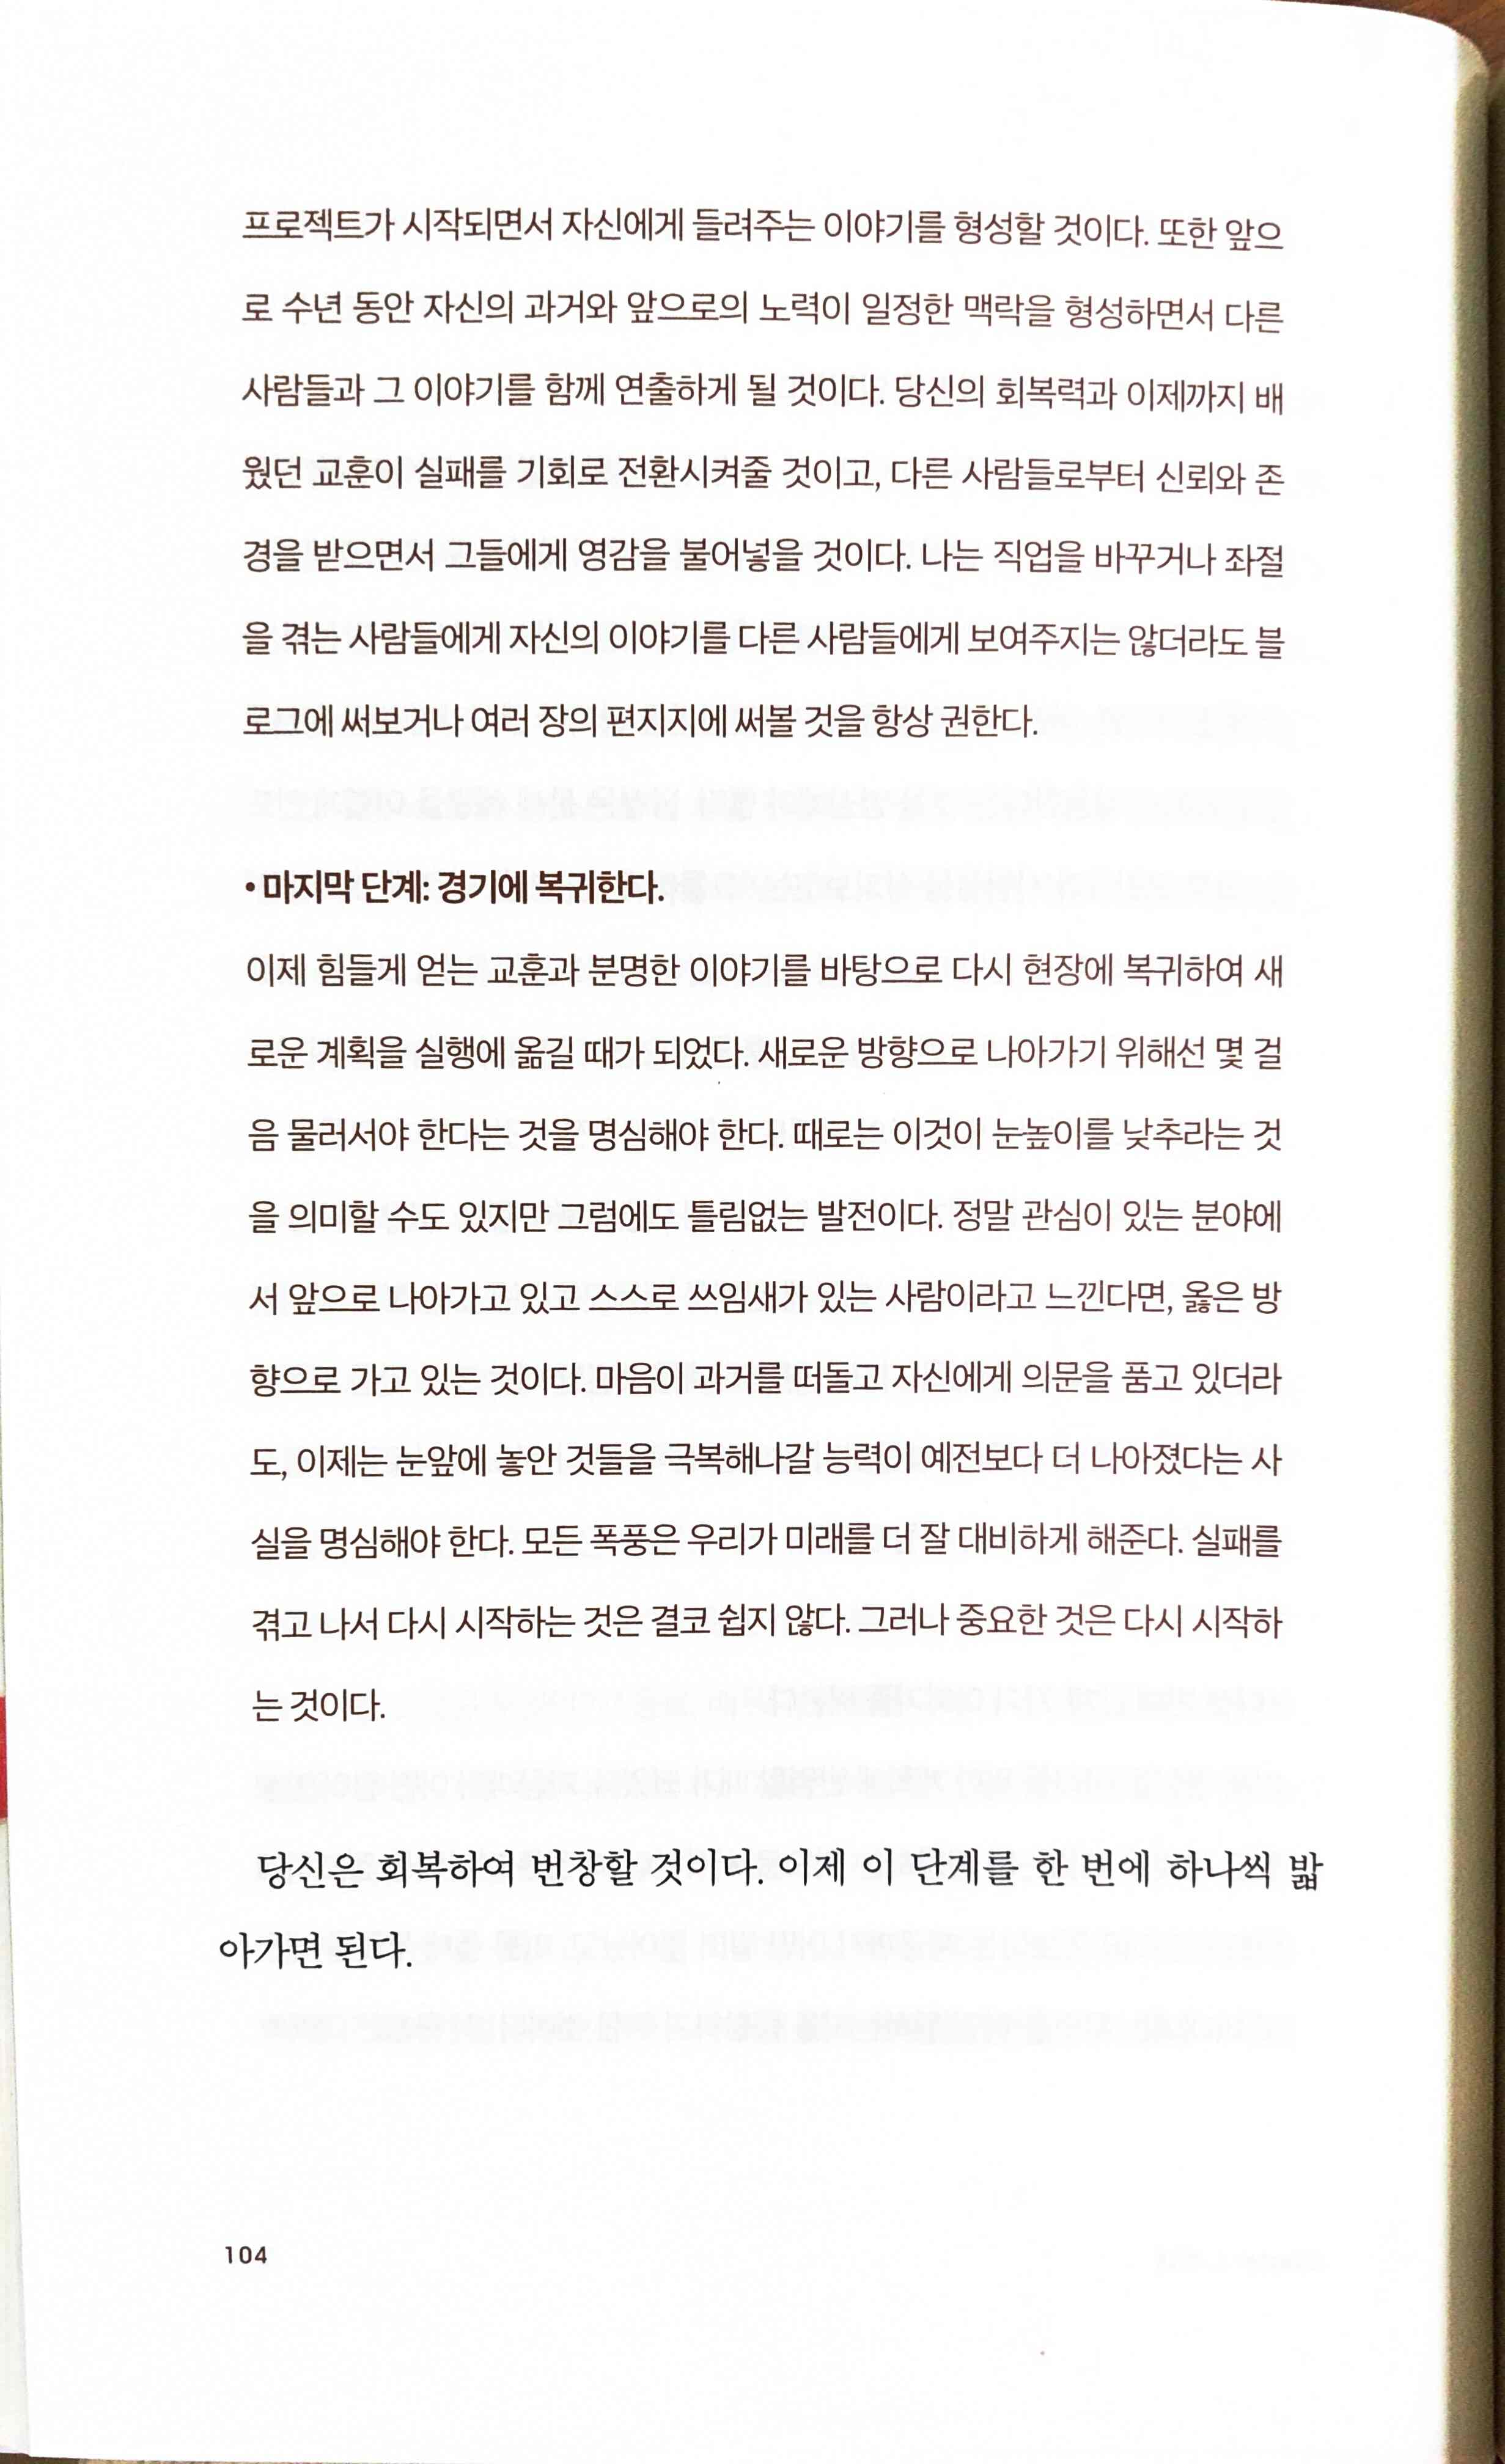 프로젝트가 시작되면서 자신에게 들려주는 이야기를 형성할 것이다. 또한 앞으
로 수년 동안 자신의 과거와 앞으로의 노력이 일정한 맥락을 형성하면서 다른
사람들과 그 이야기를 함께 연출하게 될 것이다. 당신의 회복력과 이제까지 배
웠던 교훈이 실패를 기회로 전환시켜줄 것이고, 다른 사람들로부터 신뢰와 존
경을 받으면서 그들에게 영감을 불어넣을 것이다. 나는 직업을 바꾸거나 좌절
을 겪는 사람들에게 자신의 이야기를 다른 사람들에게 보여주지는 않더라도 블
로그에 써보거나 여러 장의 편지지에 써볼 것을 항상 권한다.
• 마지막 단계: 경기에 복귀한다.
이제 힘들게 얻는 교훈과 분명한 이야기를 바탕으로 다시 현장에 복귀하여 새
로운 계획을 실행에 옮길 때가 되었다. 새로운 방향으로 나아가기 위해선 몇 걸
음 물러서야 한다는 것을 명심해야 한다. 때로는 이것이 눈높이를 낮추라는 것
을 의미할 수도 있지만 그럼에도 틀림없는 발전이다. 정말 관심이 있는 분야에
서 앞으로 나아가고 있고 스스로 쓰임새가 있는 사람이라고 느낀다면, 옳은 방
향으로 가고 있는 것이다. 마음이 과거를 떠돌고 자신에게 의문을 품고 있더라
도, 이제는 눈앞에 놓안 것들을 극복해나갈 능력이 예전보다 더 나아졌다는 사
실을 명심해야 한다. 모든 폭풍은 우리가 미래를 더 잘 대비하게 해준다. 실패를
겪고 나서 다시 시작하는 것은 결코 쉽지 않다. 그러나 중요한 것은 다시 시작하
는 것이다.
당신은 회복하여 번창할 것이다. 이제 이 단계를 한 번에 하나씩 밟
아가면 된다.
104